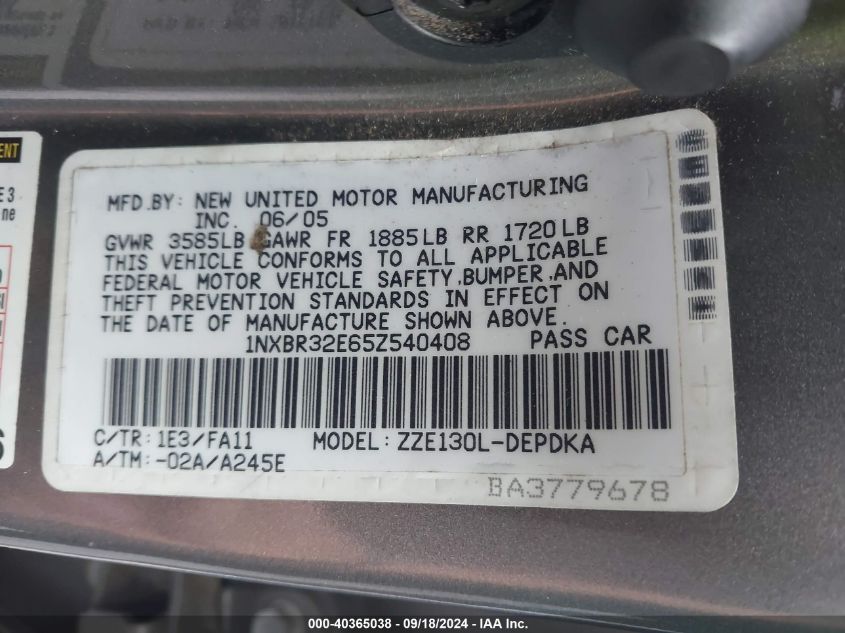 ENT
E 3
ne
MFD.BY: NEW UNITED MOTOR MANUFACTURING
INC. 06/05
GVWR 3585LB GAWR FR 1885LB RR 1720LB
THIS VEHICLE CONFORMS TO ALL APPLICABLE
FEDERAL MOTOR VEHICLE SAFETY,BUMPER,AND
THEFT PREVENTION STANDARDS IN EFFECT ON
THE DATE OF MANUFACTURE SHOWN ABOVE.
1NXBR32E65Z540408 PASS CAR
C/TR: 1E3/FA11 MODEL: ZZE130L-DEPDKA
A/TM: -02A/A245E
BA3779678
000-40365038 - 09/18/2024 - IAA Inc.